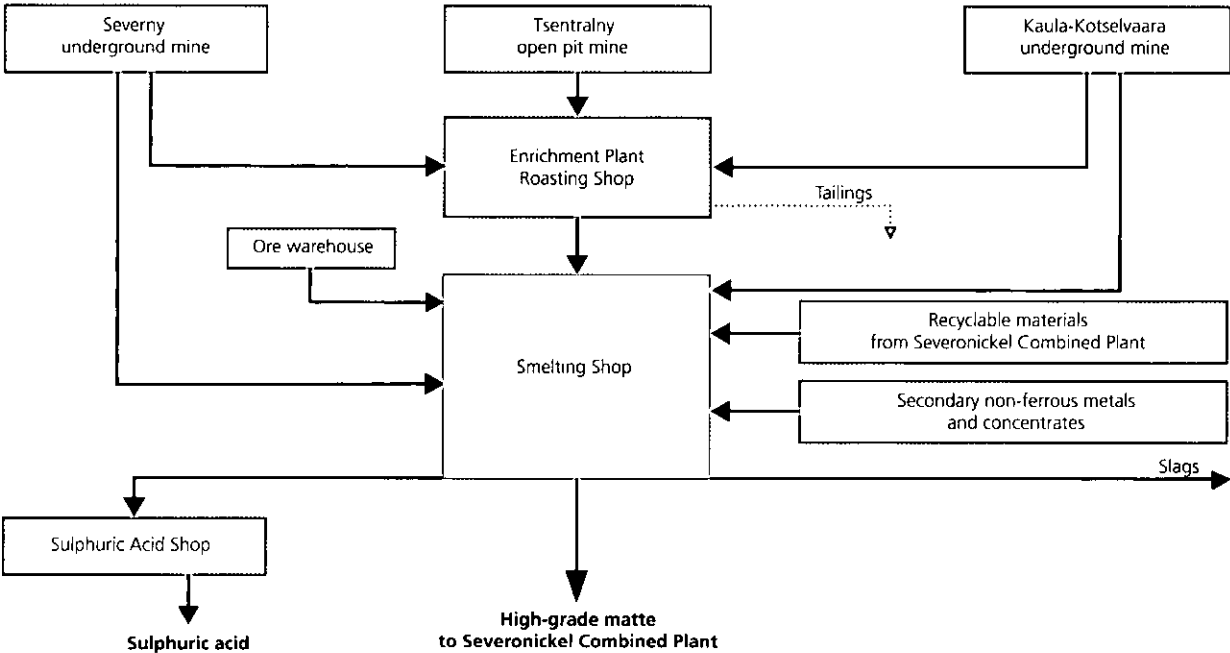 Severny
underground mine
Tsentralny
open pit mine
Kaula-Kotselvaara
underground mine
Enrichment Plant
Roasting Shop
Tailings
Ore warehouse
Smelting Shop
Recyclable materials
from Severonickel Combined Plant
Secondary non-ferrous metals
and concentrates
Slags
Sulphuric Acid Shop
Sulphuric acid
High-grade matte
to Severonickel Combined Plant